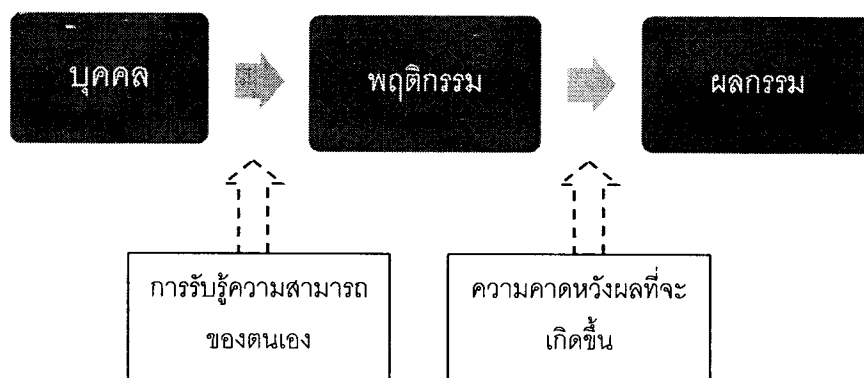 บุคคล
พฤติกรรม
ผลกรรม
การรับรู้ความสามารถ
ของตนเอง
ความคาดหวังผลที่จะ
เกิดขึ้น